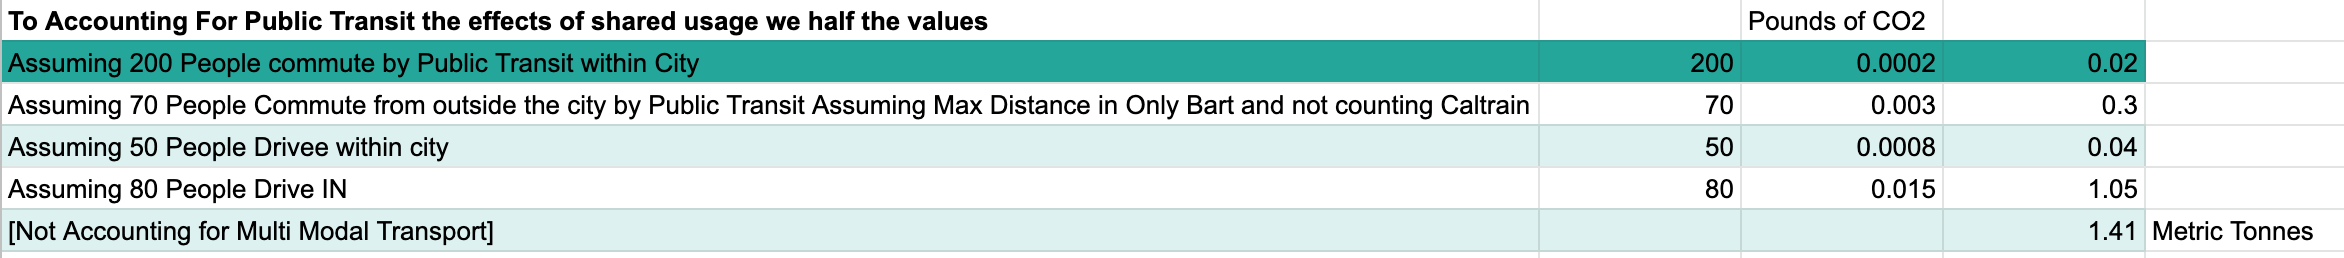 To Accounting For Public Transit the effects of shared usage we half the values Pounds of CO2
Assuming 200 People commute by Public Transit within City 200 0.0002 0.02
Assuming 70 People Commute from outside the city by Public Transit Assuming Max Distance in Only Bart and not counting Caltrain 70 0.003 0.3
Assuming 50 People Drivee within city 50 0.0008 0.04
Assuming 80 People Drive IN 80 0.015 1.05
[Not Accounting for Multi Modal Transport] 1.41 Metric Tonnes